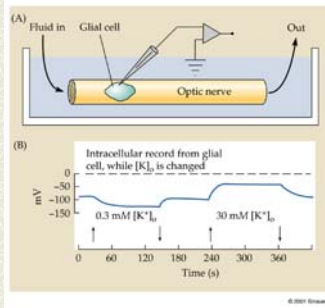 (A)
Fluid in
Glial cell
Out
Optic nerve
(B)
Intracellular record from glial
cell, while [K]o is changed
0
−50
−100
−150
mV
0.3 mM [K⁺]o
30 mM [K⁺]o
0 60 120 180 240 300 360
Time (s)
© 2001 Sinauer